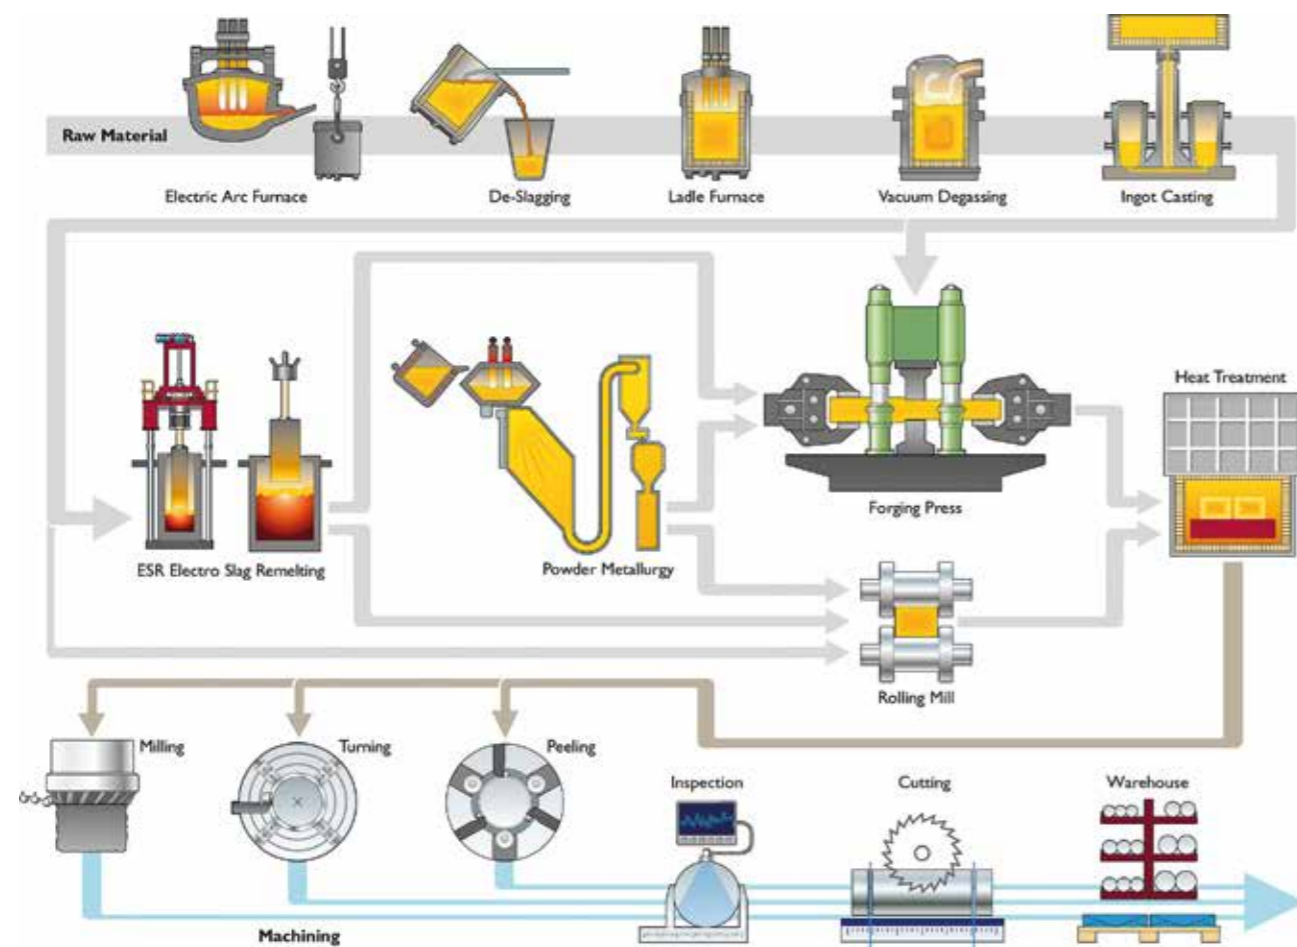 Raw Material
Electric Arc Furnace
De-Slagging
Ladle Furnace
Vacuum Degassing
Ingot Casting
Heat Treatment
Forging Press
ESR Electro Slag Remelting
Powder Metallurgy
Rolling Mill
Milling
Turning
Peeling
Inspection
Cutting
Warehouse
Machining